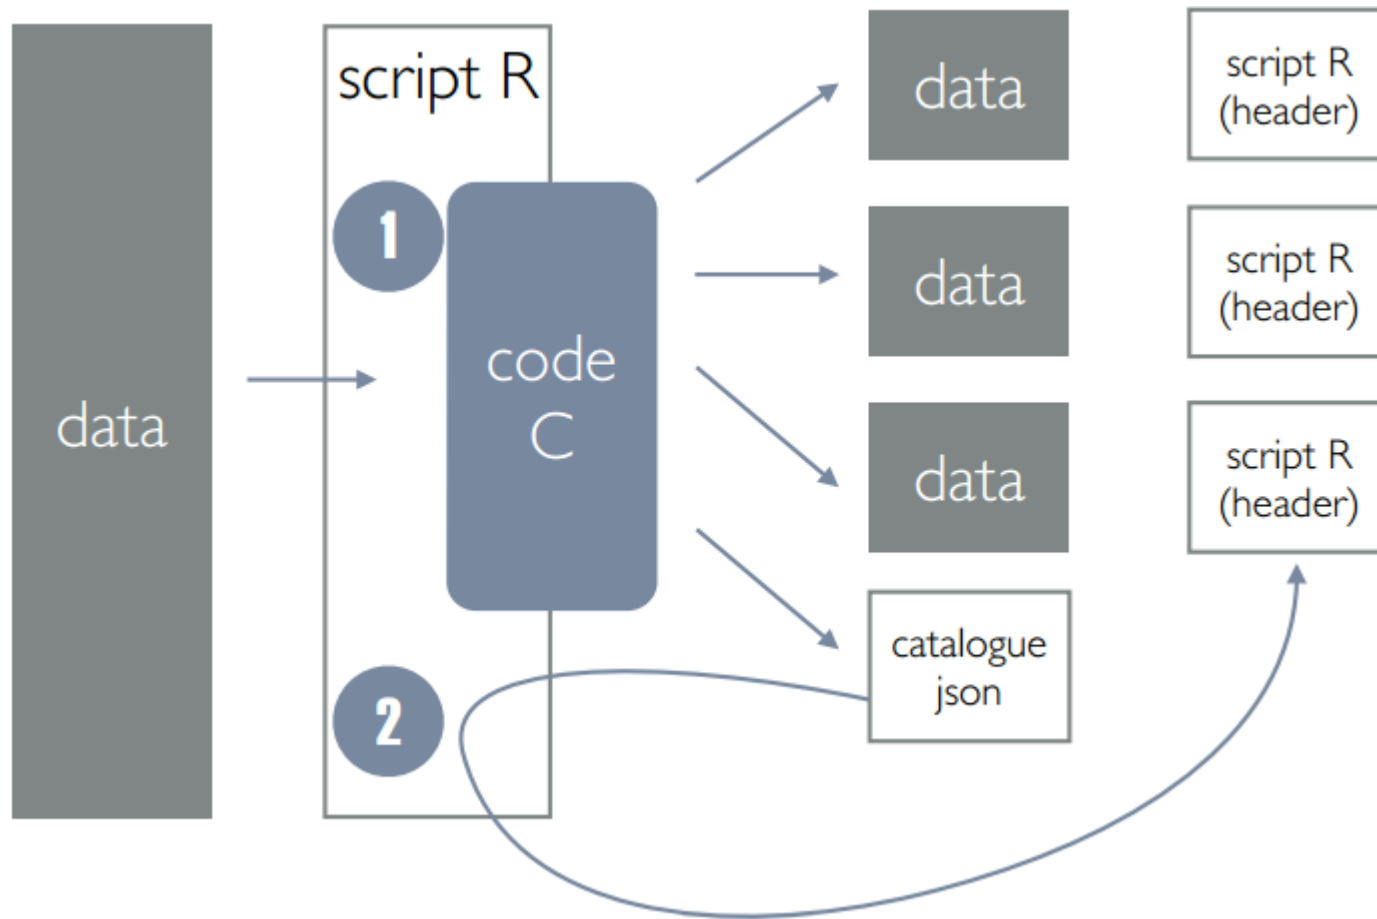 data
script R
1
code
C
2
data
data
data
catalogue
json
script R
(header)
script R
(header)
script R
(header)